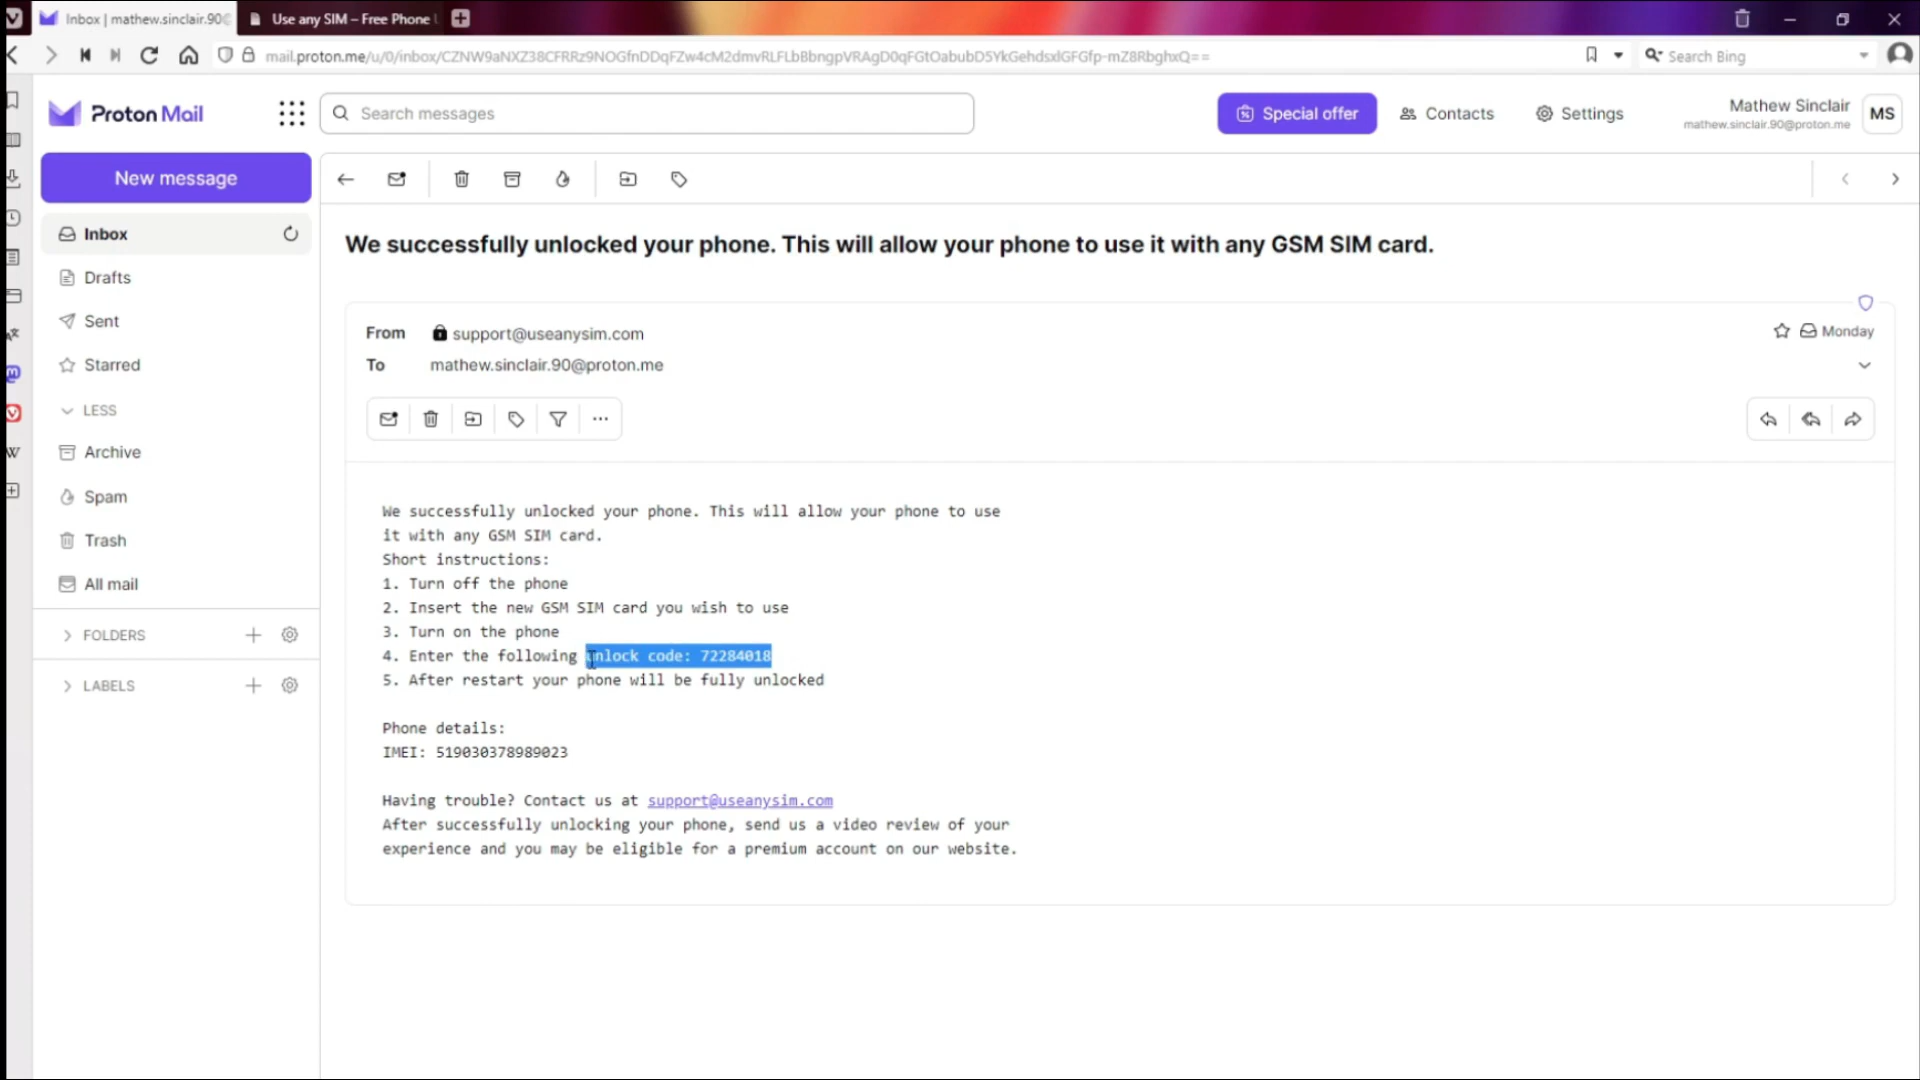 Inbox | mathew.sinclair.90@
Use any SIM – Free Phone U
mail.proton.me/u/0/inbox/CZNW9aNXZ38CFRRz9NOGfnDDqFZw4cM2dmvRLFLbBbngpVRAgD0qFGtOabubD5YkGehdsxlGFGfp-mZ8RbghxQ==
Search Bing
Proton Mail
Search messages
Special offer
Contacts
Settings
Mathew Sinclair
mathew.sinclair.90@proton.me
MS
New message
Inbox
Drafts
Sent
Starred
LESS
Archive
Spam
Trash
All mail
FOLDERS
LABELS
We successfully unlocked your phone. This will allow your phone to use it with any GSM SIM card.
From support@useanysim.com
Monday
To mathew.sinclair.90@proton.me
We successfully unlocked your phone. This will allow your phone to use
it with any GSM SIM card.
Short instructions:
1. Turn off the phone
2. Insert the new GSM SIM card you wish to use
3. Turn on the phone
4. Enter the following unlock code: 72284018
5. After restart your phone will be fully unlocked
Phone details:
IMEI: 519030378989023
Having trouble? Contact us at support@useanysim.com
After successfully unlocking your phone, send us a video review of your
experience and you may be eligible for a premium account on our website.